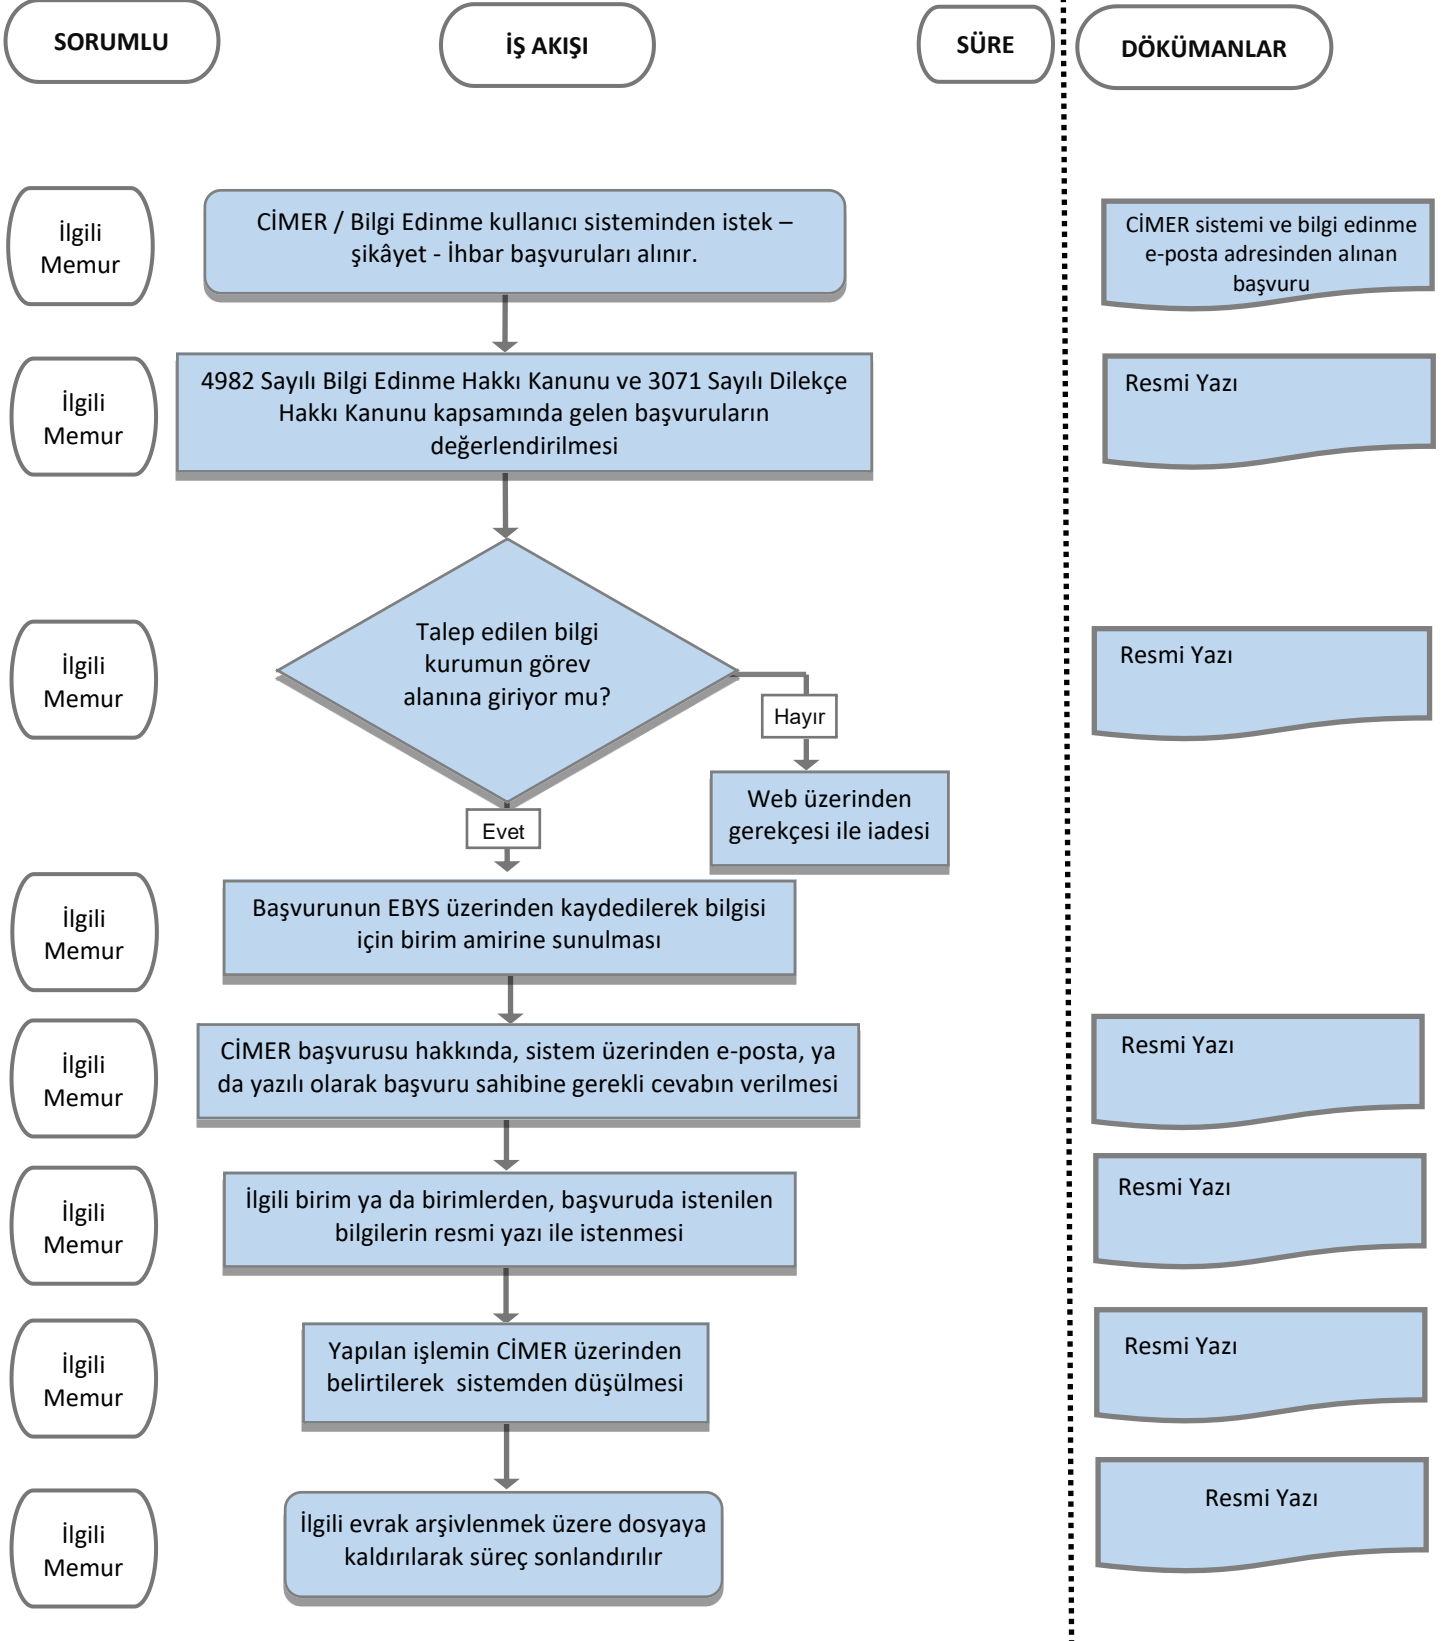 SORUMLU
İŞ AKIŞI
SÜRE
DÖKÜMANLAR
İlgili
Memur
CİMER / Bilgi Edinme kullanıcı sisteminden istek –
şikâyet - İhbar başvuruları alınır.
CİMER sistemi ve bilgi edinme
e-posta adresinden alınan
başvuru
İlgili
Memur
4982 Sayılı Bilgi Edinme Hakkı Kanunu ve 3071 Sayılı Dilekçe
Hakkı Kanunu kapsamında gelen başvuruların
değerlendirilmesi
Resmi Yazı
İlgili
Memur
Talep edilen bilgi
kurumun görev
alanına giriyor mu?
Resmi Yazı
Hayır
Web üzerinden
gerekçesi ile iadesi
Evet
İlgili
Memur
Başvurunun EBYS üzerinden kaydedilerek bilgisi
için birim amirine sunulması
İlgili
Memur
CİMER başvurusu hakkında, sistem üzerinden e-posta, ya
da yazılı olarak başvuru sahibine gerekli cevabın verilmesi
Resmi Yazı
İlgili
Memur
İlgili birim ya da birimlerden, başvuruda istenilen
bilgilerin resmi yazı ile istenmesi
Resmi Yazı
İlgili
Memur
Yapılan işlemin CİMER üzerinden
belirtilerek  sistemden düşülmesi
Resmi Yazı
İlgili
Memur
İlgili evrak arşivlenmek üzere dosyaya
kaldırılarak süreç sonlandırılır
Resmi Yazı